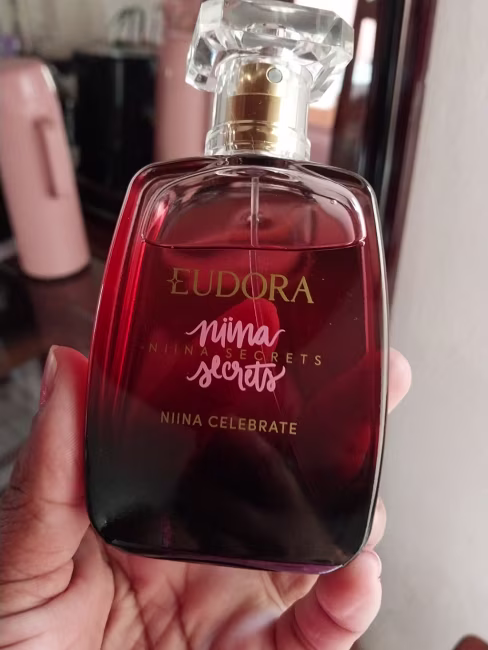 EUDORA
niina
NIINA SECRETS
secrets
NIINA CELEBRATE